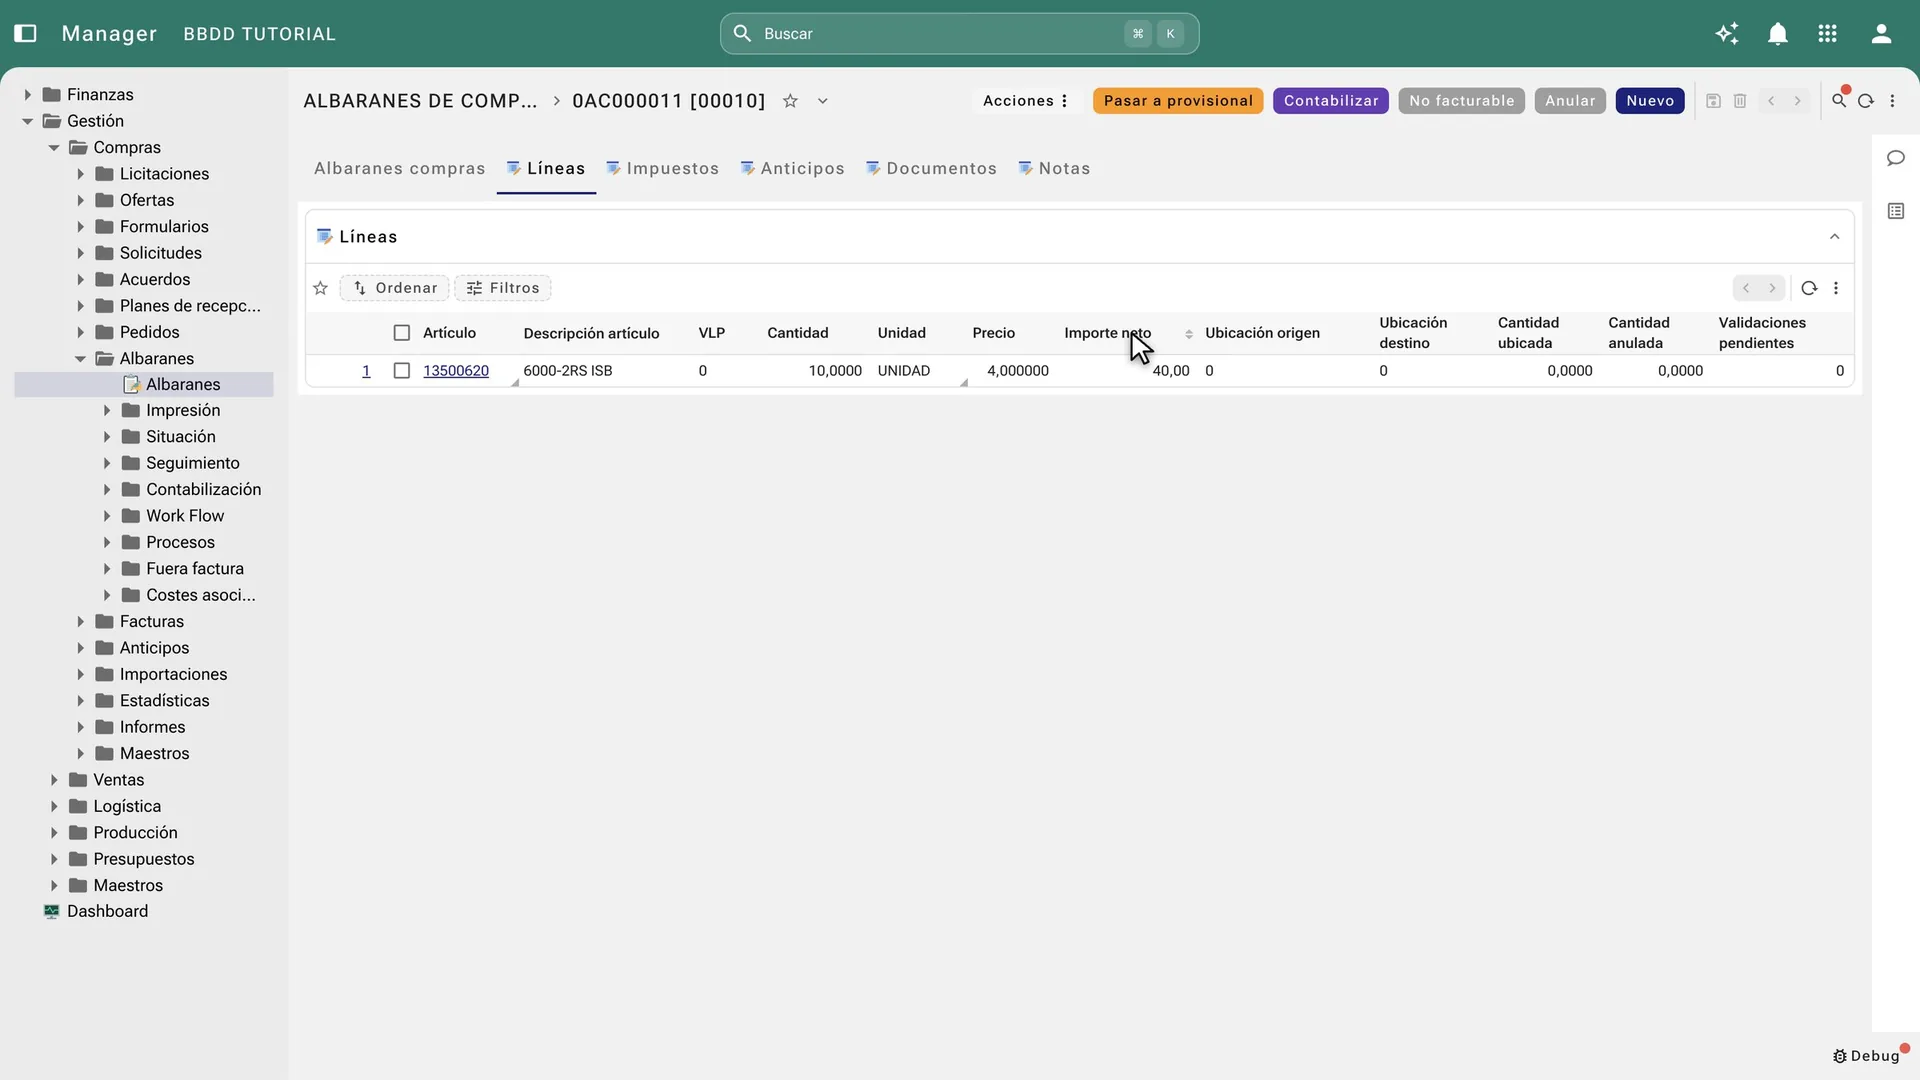 Manager BBDD TUTORIAL Buscar ⌘ K
Finanzas
Gestión
Compras
Licitaciones
Ofertas
Formularios
Solicitudes
Acuerdos
Planes de recepc...
Pedidos
Albaranes
Albaranes
Impresión
Situación
Seguimiento
Contabilización
Work Flow
Procesos
Fuera factura
Costes asoci...
Facturas
Anticipos
Importaciones
Estadísticas
Informes
Maestros
Ventas
Logística
Producción
Presupuestos
Maestros
Dashboard
ALBARANES DE COMP... > 0AC000011 [00010] Acciones Pasar a provisional Contabilizar No facturable Anular Nuevo
Albaranes compras Líneas Impuestos Anticipos Documentos Notas
Líneas
Ordenar Filtros
Artículo Descripción artículo VLP Cantidad Unidad Precio Importe neto Ubicación origen Ubicación destino Cantidad ubicada Cantidad anulada Validaciones pendientes
1 13500620 6000-2RS ISB 0 10,0000 UNIDAD 4,000000 40,00 0 0 0,0000 0,0000 0
Debug